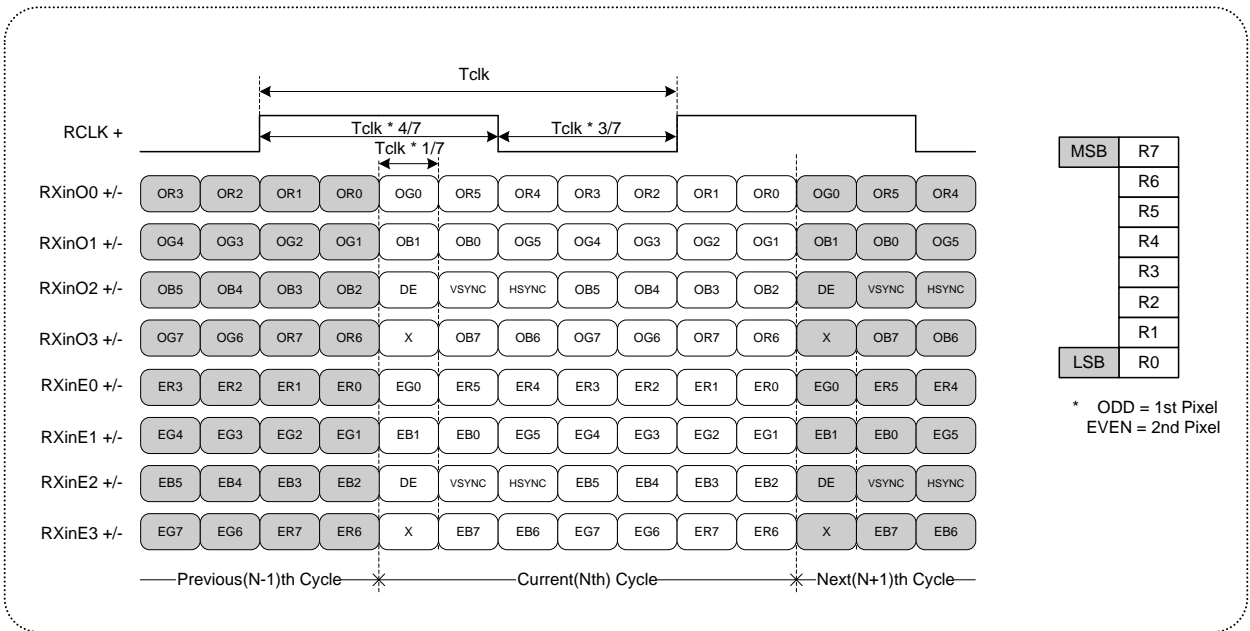 Tclk
RCLK +
Tclk * 4/7
Tclk * 3/7
Tclk * 1/7
RXinO0 +/- OR3 OR2 OR1 OR0 OG0 OR5 OR4 OR3 OR2 OR1 OR0 OG0 OR5 OR4
RXinO1 +/- OG4 OG3 OG2 OG1 OB1 OB0 OG5 OG4 OG3 OG2 OG1 OB1 OB0 OG5
RXinO2 +/- OB5 OB4 OB3 OB2 DE VSYNC HSYNC OB5 OB4 OB3 OB2 DE VSYNC HSYNC
RXinO3 +/- OG7 OG6 OR7 OR6 X OB7 OB6 OG7 OG6 OR7 OR6 X OB7 OB6
RXinE0 +/- ER3 ER2 ER1 ER0 EG0 ER5 ER4 ER3 ER2 ER1 ER0 EG0 ER5 ER4
RXinE1 +/- EG4 EG3 EG2 EG1 EB1 EB0 EG5 EG4 EG3 EG2 EG1 EB1 EB0 EG5
RXinE2 +/- EB5 EB4 EB3 EB2 DE VSYNC HSYNC EB5 EB4 EB3 EB2 DE VSYNC HSYNC
RXinE3 +/- EG7 EG6 ER7 ER6 X EB7 EB6 EG7 EG6 ER7 ER6 X EB7 EB6
Previous(N-1)th Cycle Current(Nth) Cycle Next(N+1)th Cycle
MSB R7
R6
R5
R4
R3
R2
R1
LSB R0
* ODD = 1st Pixel
EVEN = 2nd Pixel